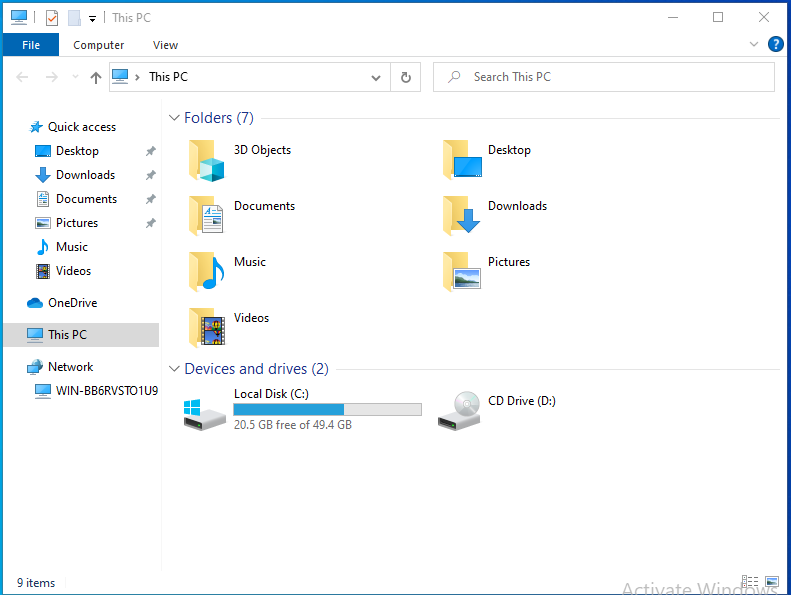 This PC
File Computer View
This PC
Search This PC
Quick access
Desktop
Downloads
Documents
Pictures
Music
Videos
OneDrive
This PC
Network
WIN-BB6RVSTO1U9
Folders (7)
3D Objects
Desktop
Documents
Downloads
Music
Pictures
Videos
Devices and drives (2)
Local Disk (C:)
20.5 GB free of 49.4 GB
CD Drive (D:)
9 items
Activate Windows